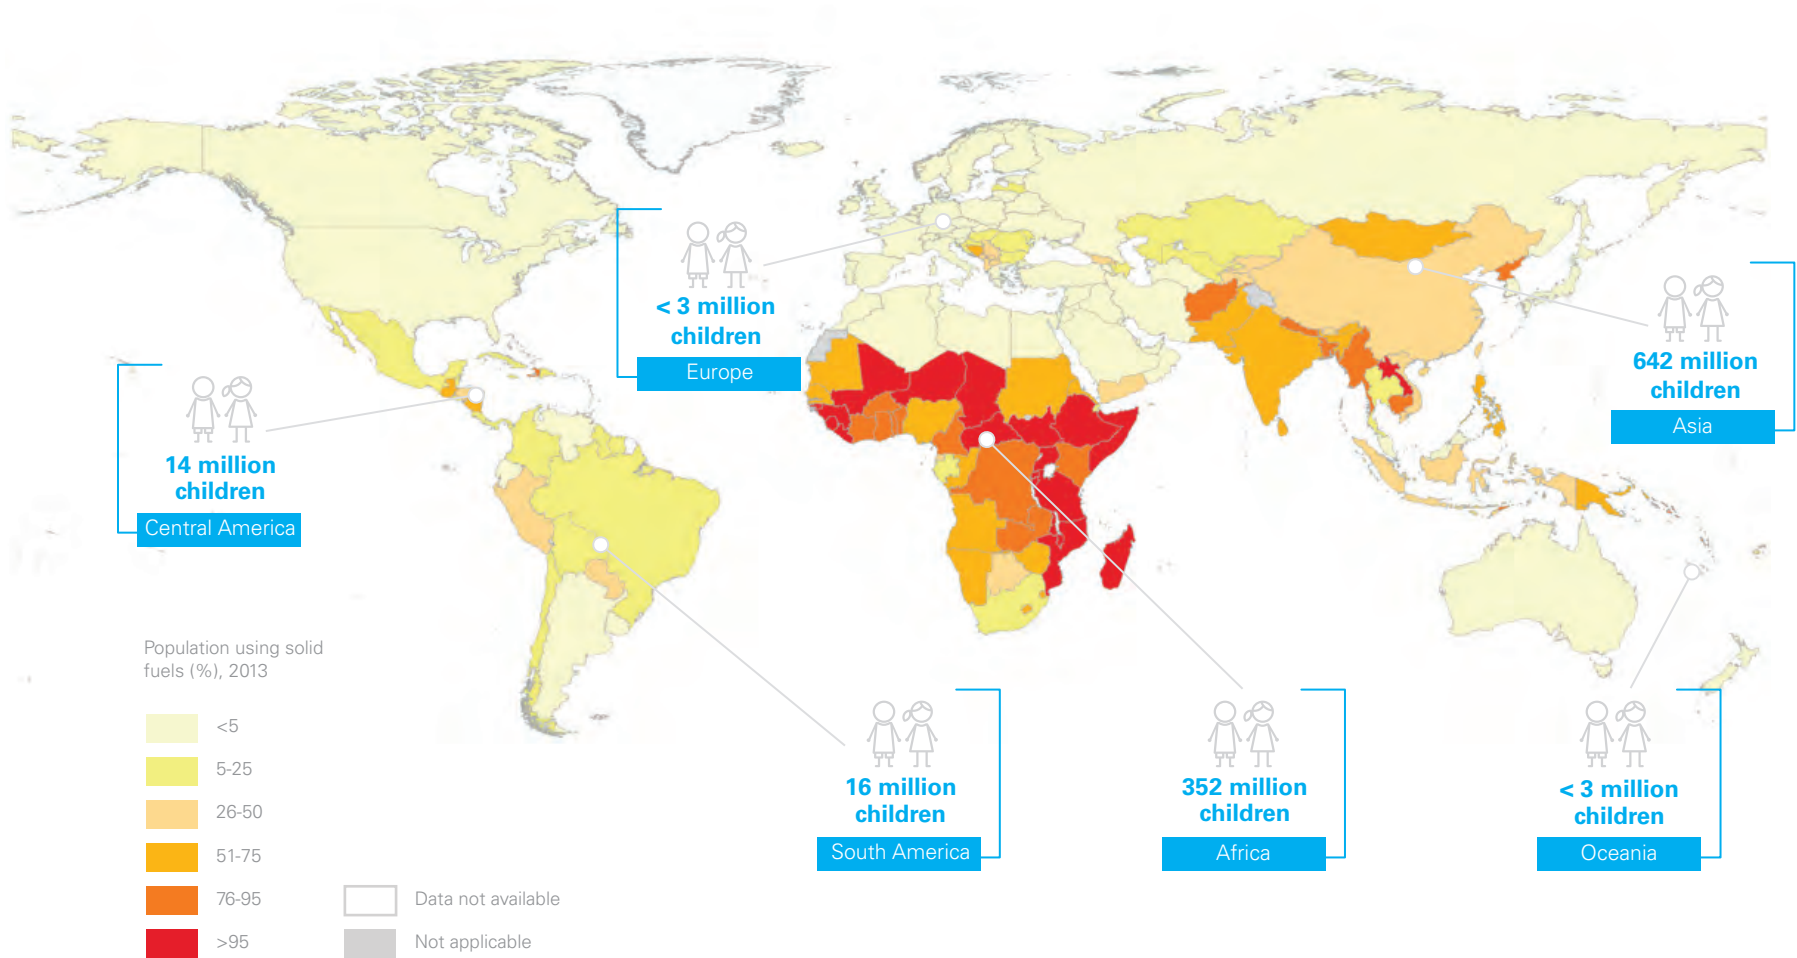 < 3 million
children
Europe
642 million
children
Asia
14 million
children
Central America
Population using solid
fuels (%), 2013
<5
5-25
26-50
51-75
76-95
>95
Data not available
Not applicable
16 million
children
South America
352 million
children
Africa
< 3 million
children
Oceania